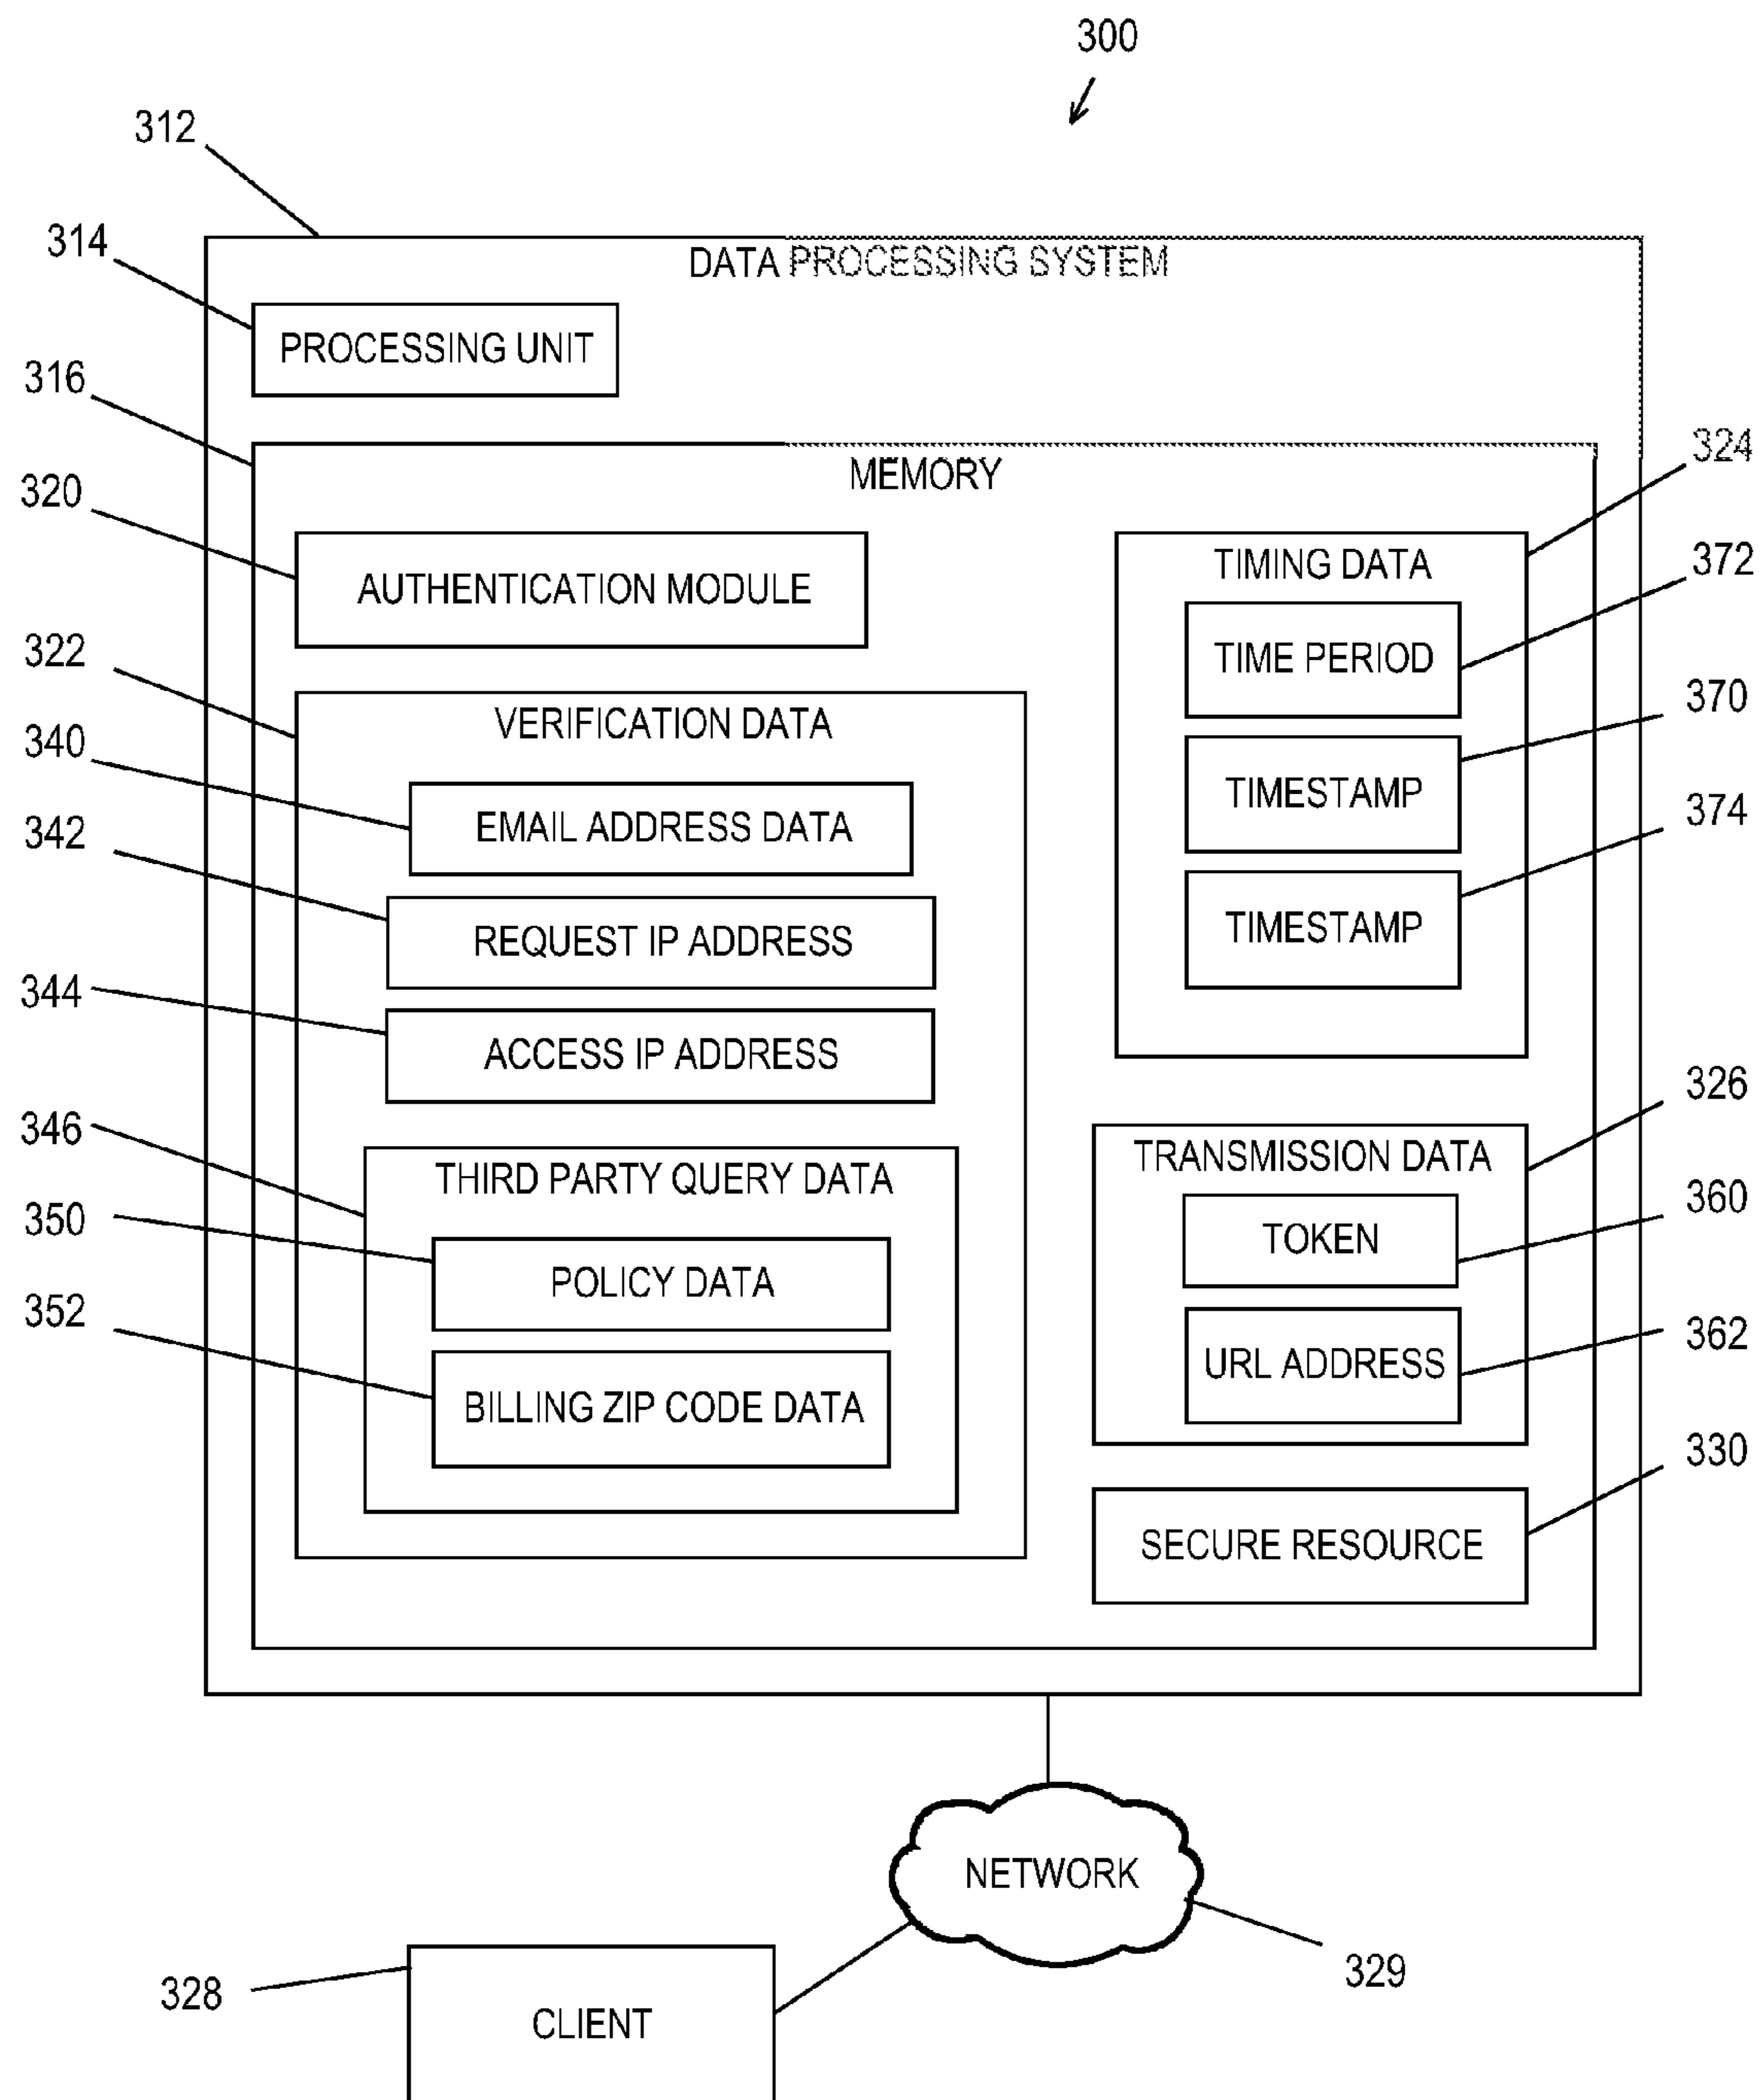 300
312
314
DATA PROCESSING SYSTEM
PROCESSING UNIT
316
MEMORY
324
320
AUTHENTICATION MODULE
TIMING DATA
372
TIME PERIOD
322
VERIFICATION DATA
370
340
EMAIL ADDRESS DATA
TIMESTAMP
374
342
REQUEST IP ADDRESS
TIMESTAMP
344
ACCESS IP ADDRESS
326
346
THIRD PARTY QUERY DATA
TRANSMISSION DATA
360
350
TOKEN
POLICY DATA
352
362
URL ADDRESS
BILLING ZIP CODE DATA
330
SECURE RESOURCE
NETWORK
329
328
CLIENT